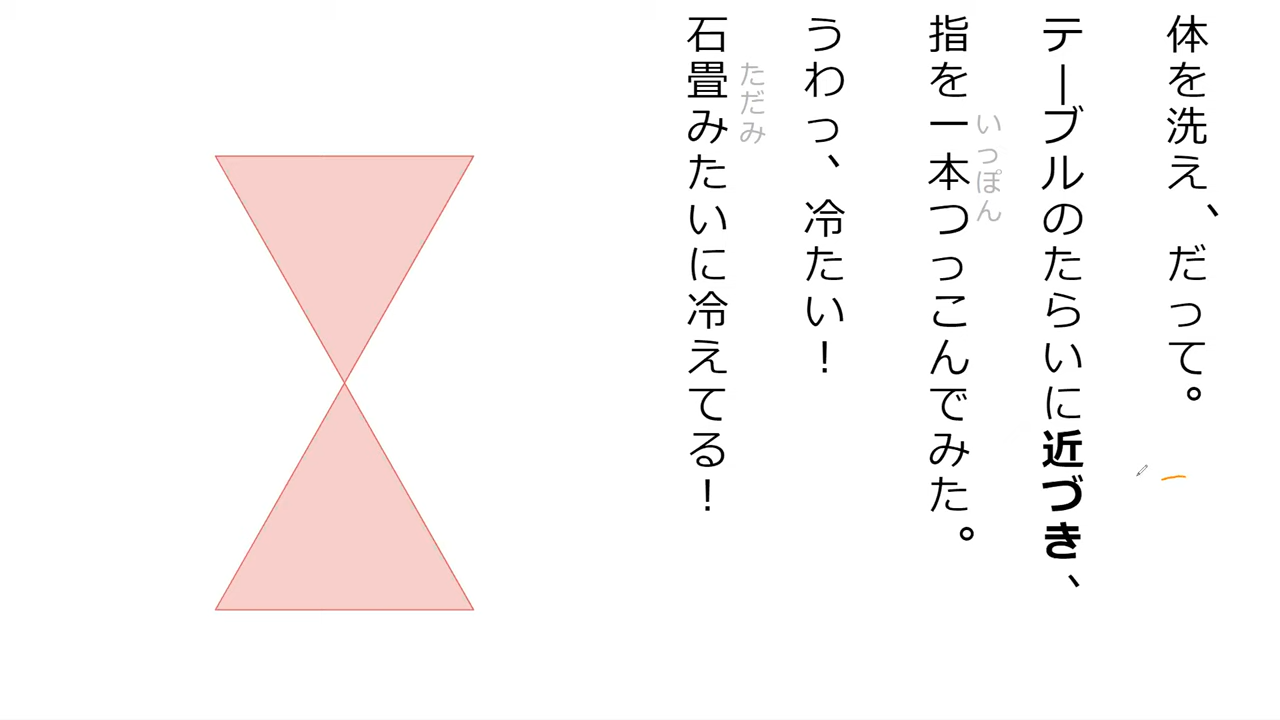 体を洗え、だって。
テーブルのたらいに近づき、
指を一本つっこんでみた。
いっぽん
うわっ、冷たい!
石畳みたいに冷えてる!
ただみ